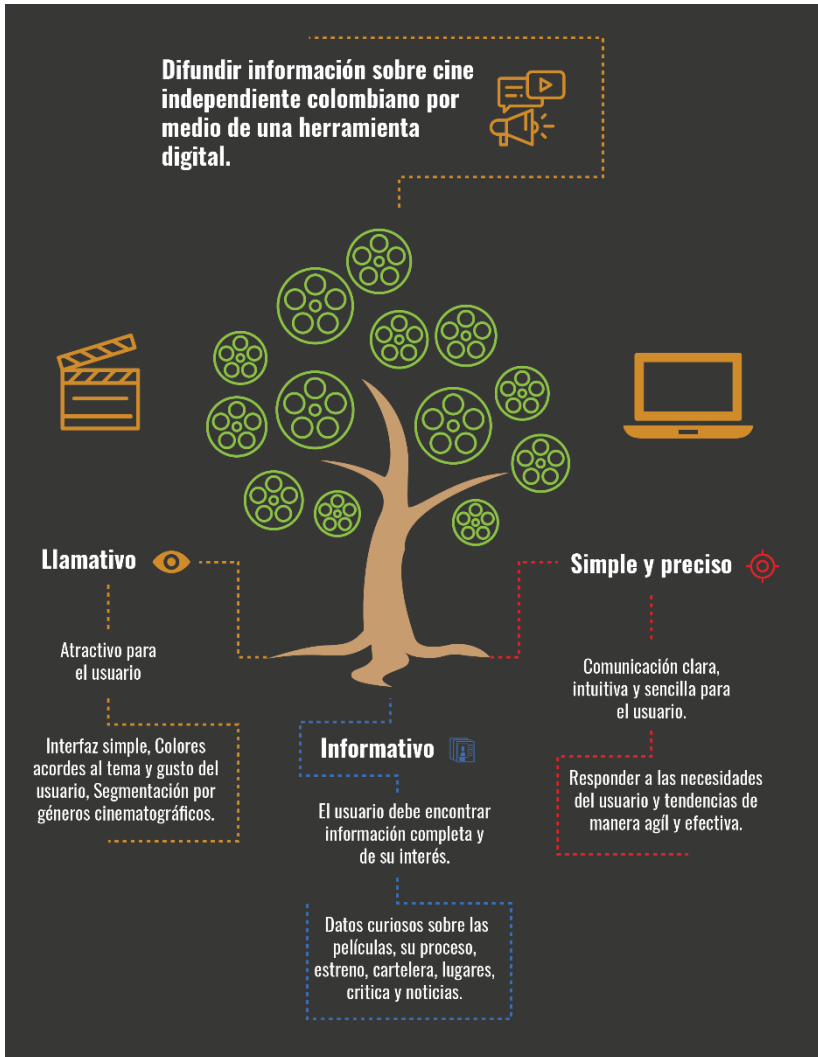 Difundir información sobre cine
independiente colombiano por
medio de una herramienta
digital.
Llamativo
Atractivo para
el usuario
Interfaz simple, Colores
acordes al tema y gusto del
usuario, Segmentación por
géneros cinematográficos.
Informativo
El usuario debe encontrar
información completa y
de su interés.
Datos curiosos sobre las
películas, su proceso,
estreno, cartelera, lugares,
critica y noticias.
Simple y preciso
Comunicación clara,
intuitiva y sencilla para
el usuario.
Responder a las necesidades
del usuario y tendencias de
manera agíl y efectiva.